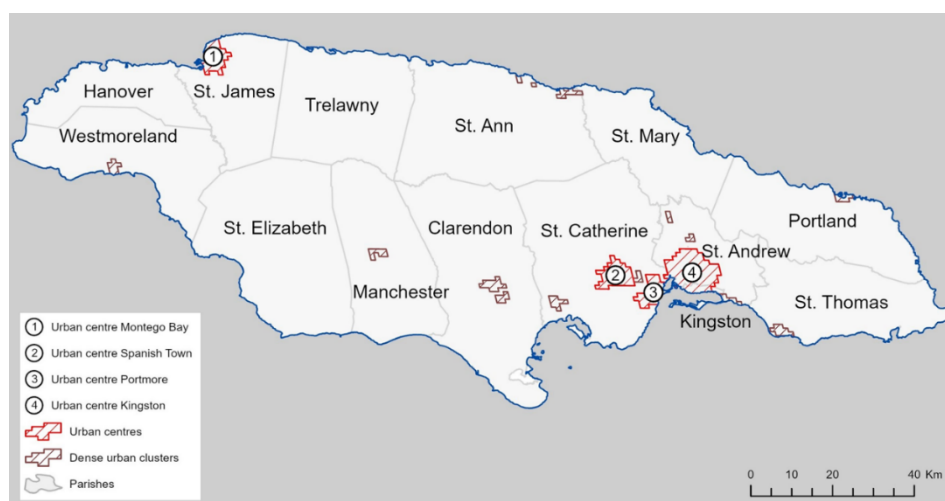 1
Hanover
St. James
Trelawny
St. Ann
Westmoreland
St. Mary
St. Elizabeth
Clarendon
St. Catherine
Portland
St. Andrew
2
4
3
Manchester
Kingston
St. Thomas
1 Urban centre Montego Bay
2 Urban centre Spanish Town
3 Urban centre Portmore
4 Urban centre Kingston
Urban centres
Dense urban clusters
Parishes
0 10 20 40 Km